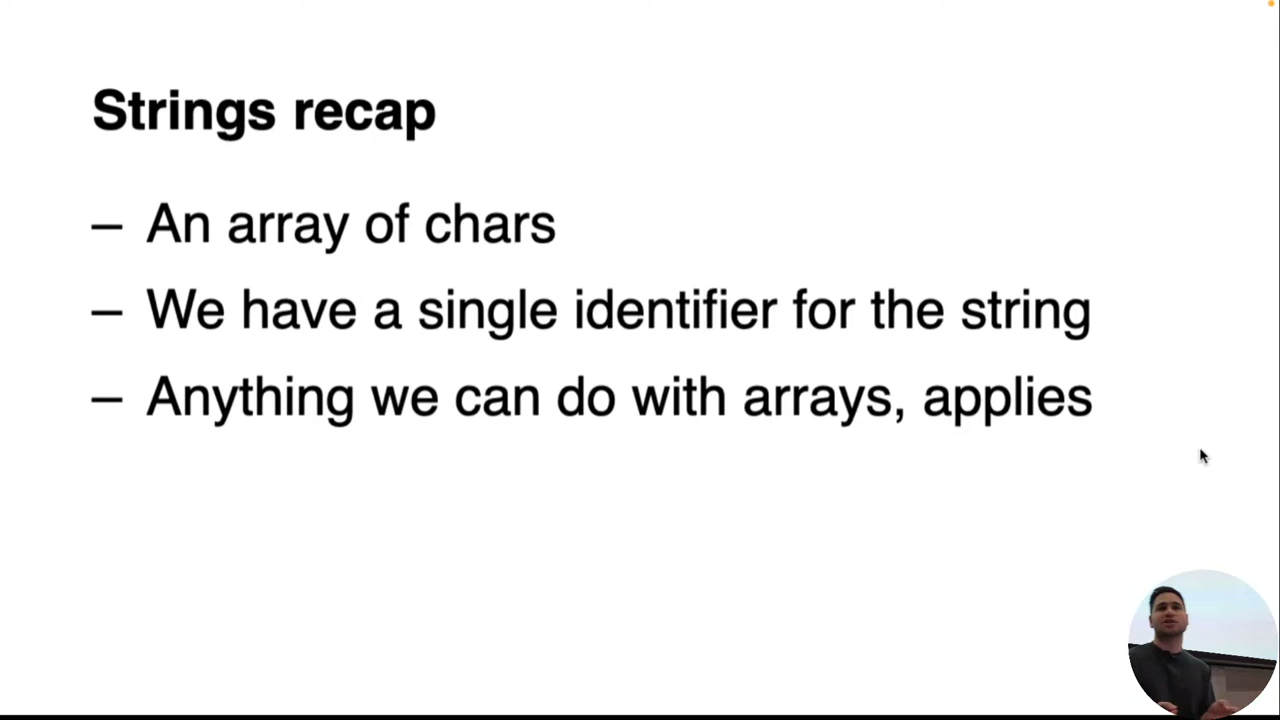 Strings recap
– An array of chars
– We have a single identifier for the string
– Anything we can do with arrays, applies